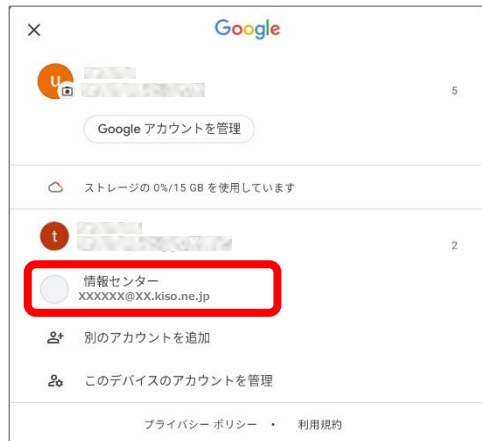 Google
u
5
Google アカウントを管理
ストレージの 0%/15 GB を使用しています
t
2
情報センター
XXXXXX@XX.kiso.ne.jp
別のアカウントを追加
このデバイスのアカウントを管理
プライバシー ポリシー • 利用規約